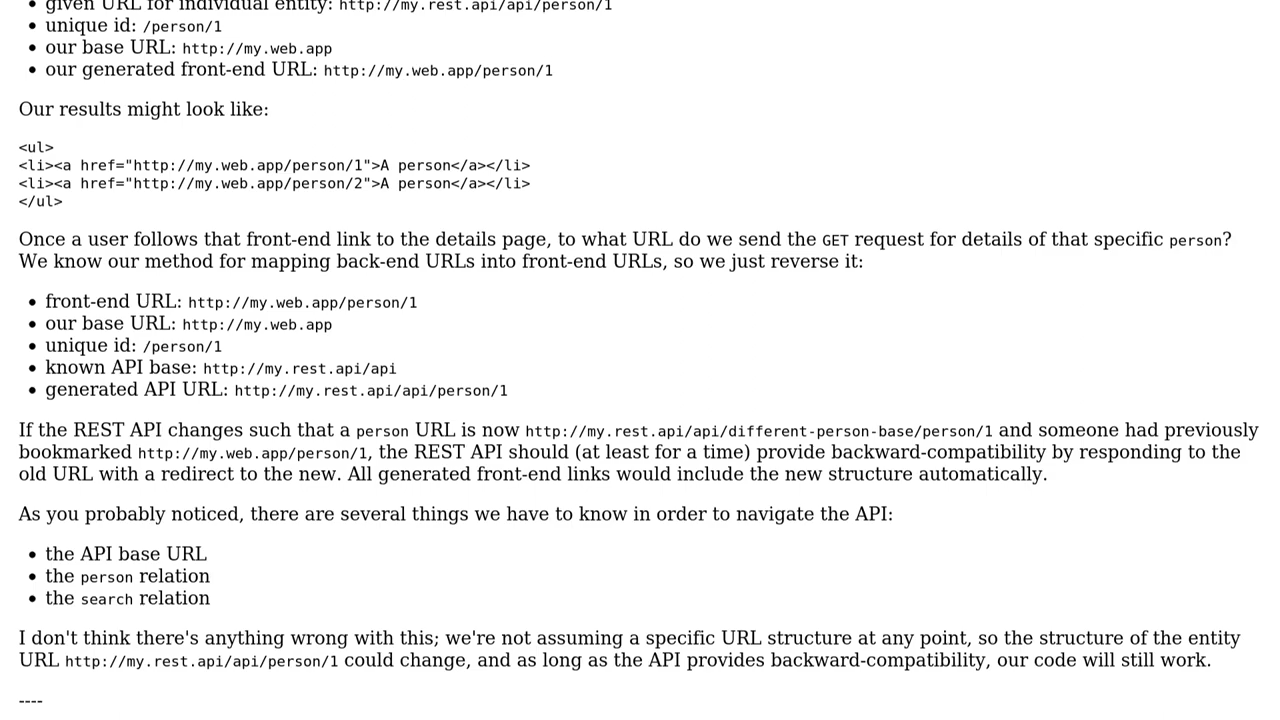 • given URL for individual entity: http://my.rest.api/api/person/1
• unique id: /person/1
• our base URL: http://my.web.app
• our generated front-end URL: http://my.web.app/person/1
Our results might look like:
<ul>
<li><a href="http://my.web.app/person/1">A person</a></li>
<li><a href="http://my.web.app/person/2">A person</a></li>
</ul>
Once a user follows that front-end link to the details page, to what URL do we send the GET request for details of that specific person?
We know our method for mapping back-end URLs into front-end URLs, so we just reverse it:
• front-end URL: http://my.web.app/person/1
• our base URL: http://my.web.app
• unique id: /person/1
• known API base: http://my.rest.api/api
• generated API URL: http://my.rest.api/api/person/1
If the REST API changes such that a person URL is now http://my.rest.api/api/different-person-base/person/1 and someone had previously
bookmarked http://my.web.app/person/1, the REST API should (at least for a time) provide backward-compatibility by responding to the
old URL with a redirect to the new. All generated front-end links would include the new structure automatically.
As you probably noticed, there are several things we have to know in order to navigate the API:
• the API base URL
• the person relation
• the search relation
I don't think there's anything wrong with this; we're not assuming a specific URL structure at any point, so the structure of the entity
URL http://my.rest.api/api/person/1 could change, and as long as the API provides backward-compatibility, our code will still work.
----